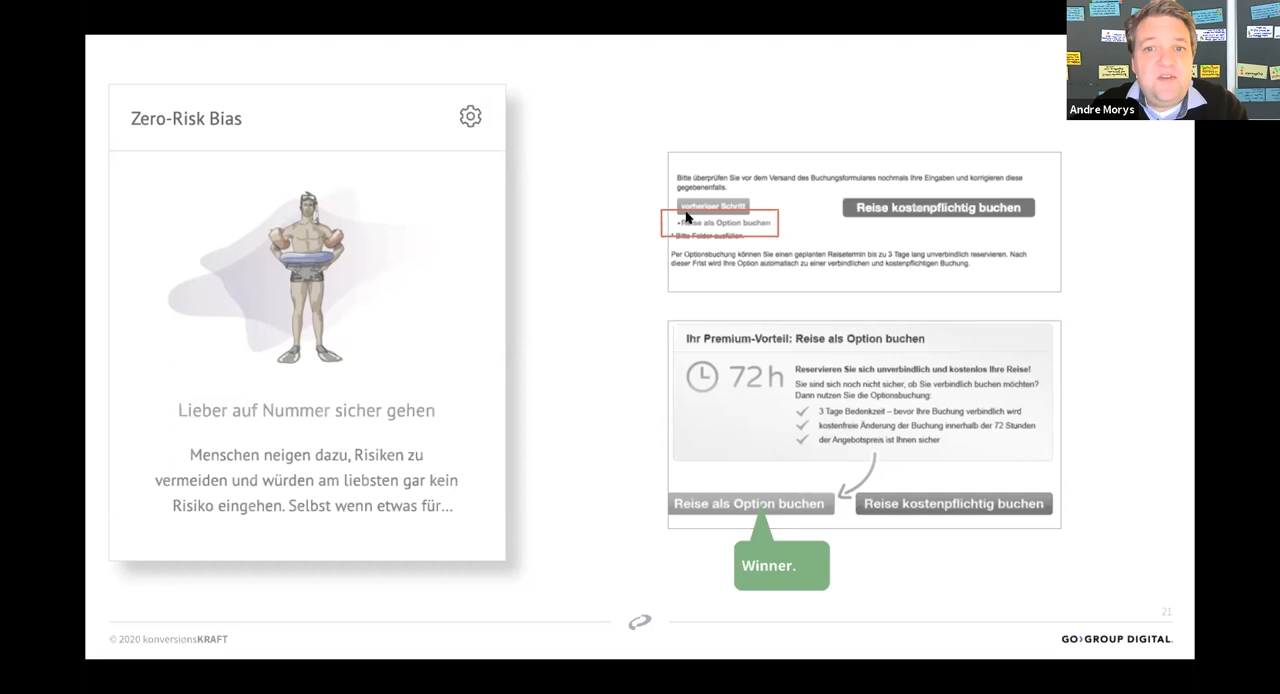 Andre Morys
Zero-Risk Bias
Lieber auf Nummer sicher gehen
Menschen neigen dazu, Risiken zu
vermeiden und würden am liebsten gar kein
Risiko eingehen. Selbst wenn etwas für...
Bitte überprüfen Sie vor dem Versand des Buchungsformulares nochmals Ihre Eingaben und korrigieren diese
gegebenenfalls.
vorheriger Schritt
Reise kostenpflichtig buchen
Reise als Option buchen
* Bitte Felder ausfüllen.
Per Optionsbuchung können Sie einen geplanten Reisetermin bis zu 3 Tage lang unverbindlich reservieren. Nach
dieser Frist wird Ihre Option automatisch zu einer verbindlichen und kostenpflichtigen Buchung.
Ihr Premium-Vorteil: Reise als Option buchen
72 h
Reservieren Sie sich unverbindlich und kostenlos Ihre Reise!
Sie sind sich noch nicht sicher, ob Sie verbindlich buchen möchten?
Dann nutzen Sie die Optionsbuchung:
3 Tage Bedenkzeit – bevor Ihre Buchung verbindlich wird
kostenfreie Änderung der Buchung innerhalb der 72 Stunden
der Angebotspreis ist Ihnen sicher
Reise als Option buchen
Reise kostenpflichtig buchen
Winner.
21
© 2020 konversionsKRAFT
GO›GROUP DIGITAL.